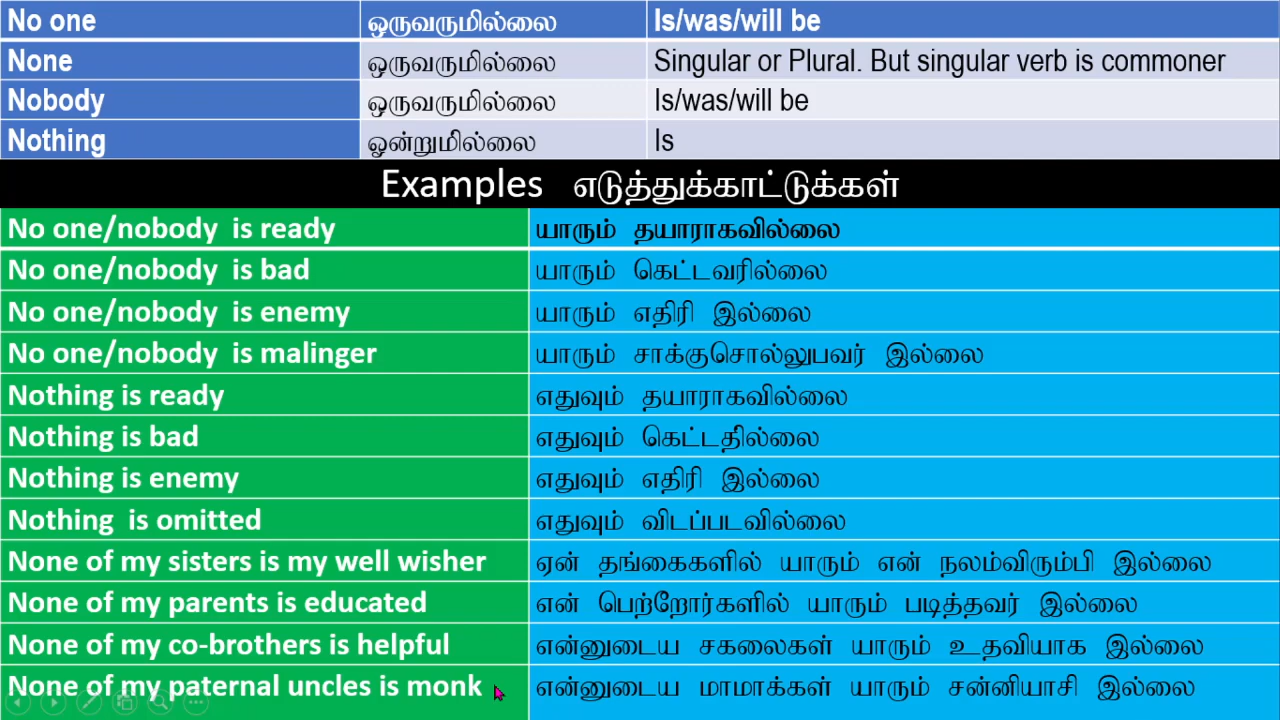 No one ஒருவருமில்லை Is/was/will be
None ஒருவருமில்லை Singular or Plural. But singular verb is commoner
Nobody ஒருவருமில்லை Is/was/will be
Nothing ஓன்றுமில்லை Is
Examples எடுத்துக்காட்டுக்கள்
No one/nobody is ready யாரும் தயாராகவில்லை
No one/nobody is bad யாரும் கெட்டவரில்லை
No one/nobody is enemy யாரும் எதிரி இல்லை
No one/nobody is malinger யாரும் சாக்குசொல்லுபவர் இல்லை
Nothing is ready எதுவும் தயாராகவில்லை
Nothing is bad எதுவும் கெட்டதில்லை
Nothing is enemy எதுவும் எதிரி இல்லை
Nothing is omitted எதுவும் விடப்படவில்லை
None of my sisters is my well wisher ஏன் தங்கைகளில் யாரும் என் நலம்விரும்பி இல்லை
None of my parents is educated என் பெற்றோர்களில் யாரும் படித்தவர் இல்லை
None of my co-brothers is helpful என்னுடைய சகலைகள் யாரும் உதவியாக இல்லை
None of my paternal uncles is monk என்னுடைய மாமாக்கள் யாரும் சன்னியாசி இல்லை